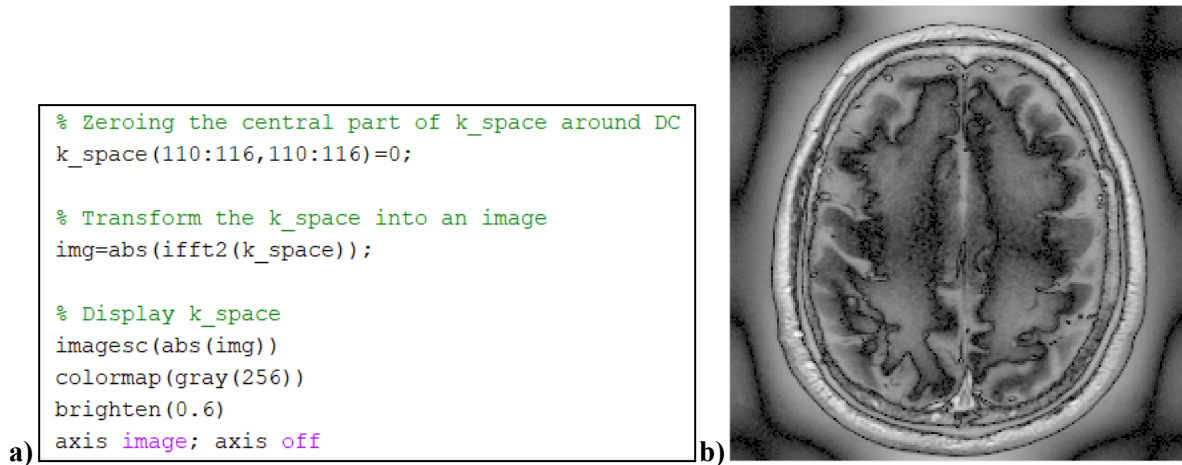 % Zeroing the central part of k_space around DC
k_space(110:116,110:116)=0;
% Transform the k_space into an image
img=abs(ifft2(k_space));
% Display k_space
imagesc(abs(img))
colormap(gray(256))
brighten(0.6)
axis image; axis off
a)
b)